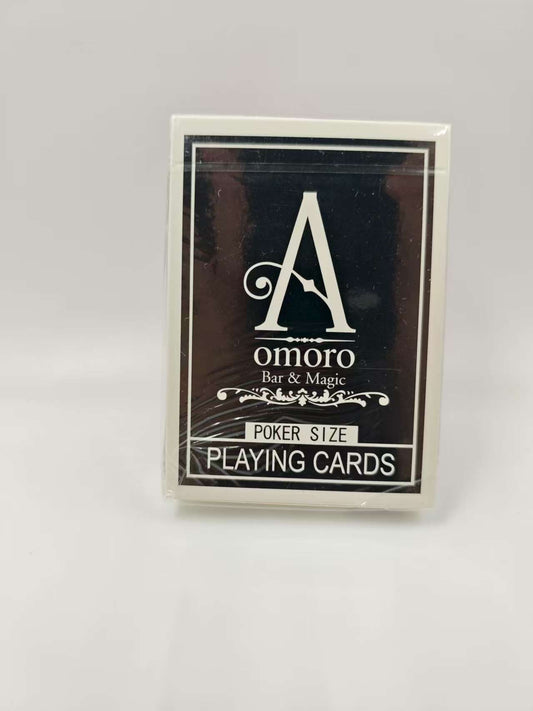 A
omoro
Bar & Magic
POKER SIZE
PLAYING CARDS